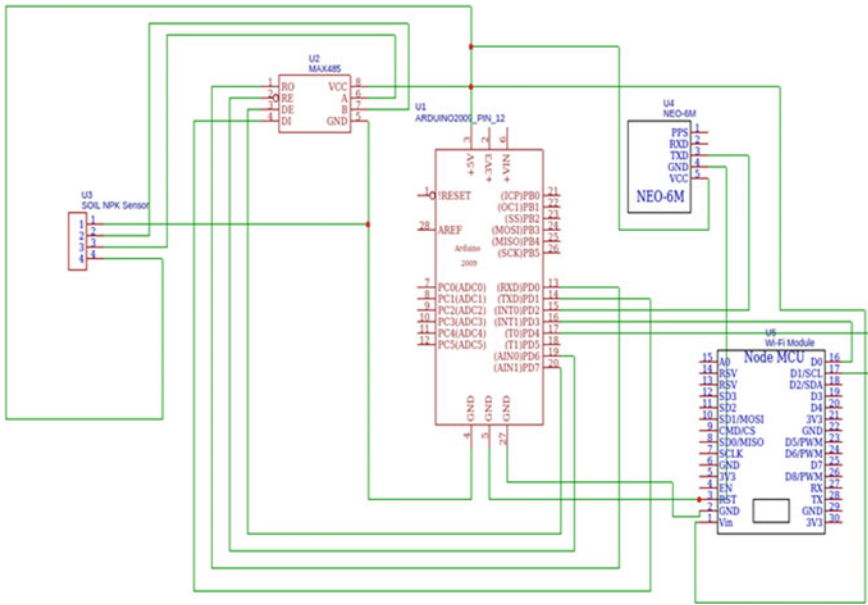 U2
MAX485
1 RO VCC 8
2 RE A 6
3 DE B 7
4 DI GND 5
U1
ARDUINO2009_PIN_12
3 2 6
+5V +3V3 +VIN
1 !RESET (ICP)PB0 21
(OC1)PB1 22
(SS)PB2 23
28 AREF (MOSI)PB3 24
(MISO)PB4 25
(SCK)PB5 26
Arduino
2009
7 PC0(ADC0) (RXD)PD0 13
8 PC1(ADC1) (TXD)PD1 14
9 PC2(ADC2) (INT0)PD2 15
10 PC3(ADC3) (INT1)PD3 16
11 PC4(ADC4) (T0)PD4 17
12 PC5(ADC5) (T1)PD5 18
(AIN0)PD6 19
(AIN1)PD7 20
GND GND GND
4 5 27
U4
NEO-6M
PPS 1
RXD 2
TXD 3
GND 4
VCC 5
NEO-6M
U3
SOIL NPK Sensor
1 1
2 2
3 3
4 4
Wi-Fi Module
Node MCU
15 A0 D0 16
14 RSV D1/SCL 17
13 RSV D2/SDA 18
12 SD3 D3 19
11 SD2 D4 20
10 SD1/MOSI 3V3 21
9 CMD/CS GND 22
8 SD0/MISO D5/PWM 23
7 SCLK D6/PWM 24
6 GND D7 25
5 3V3 D8/PWM 26
4 EN RX 27
3 RST TX 28
2 GND GND 29
1 Vin 3V3 30